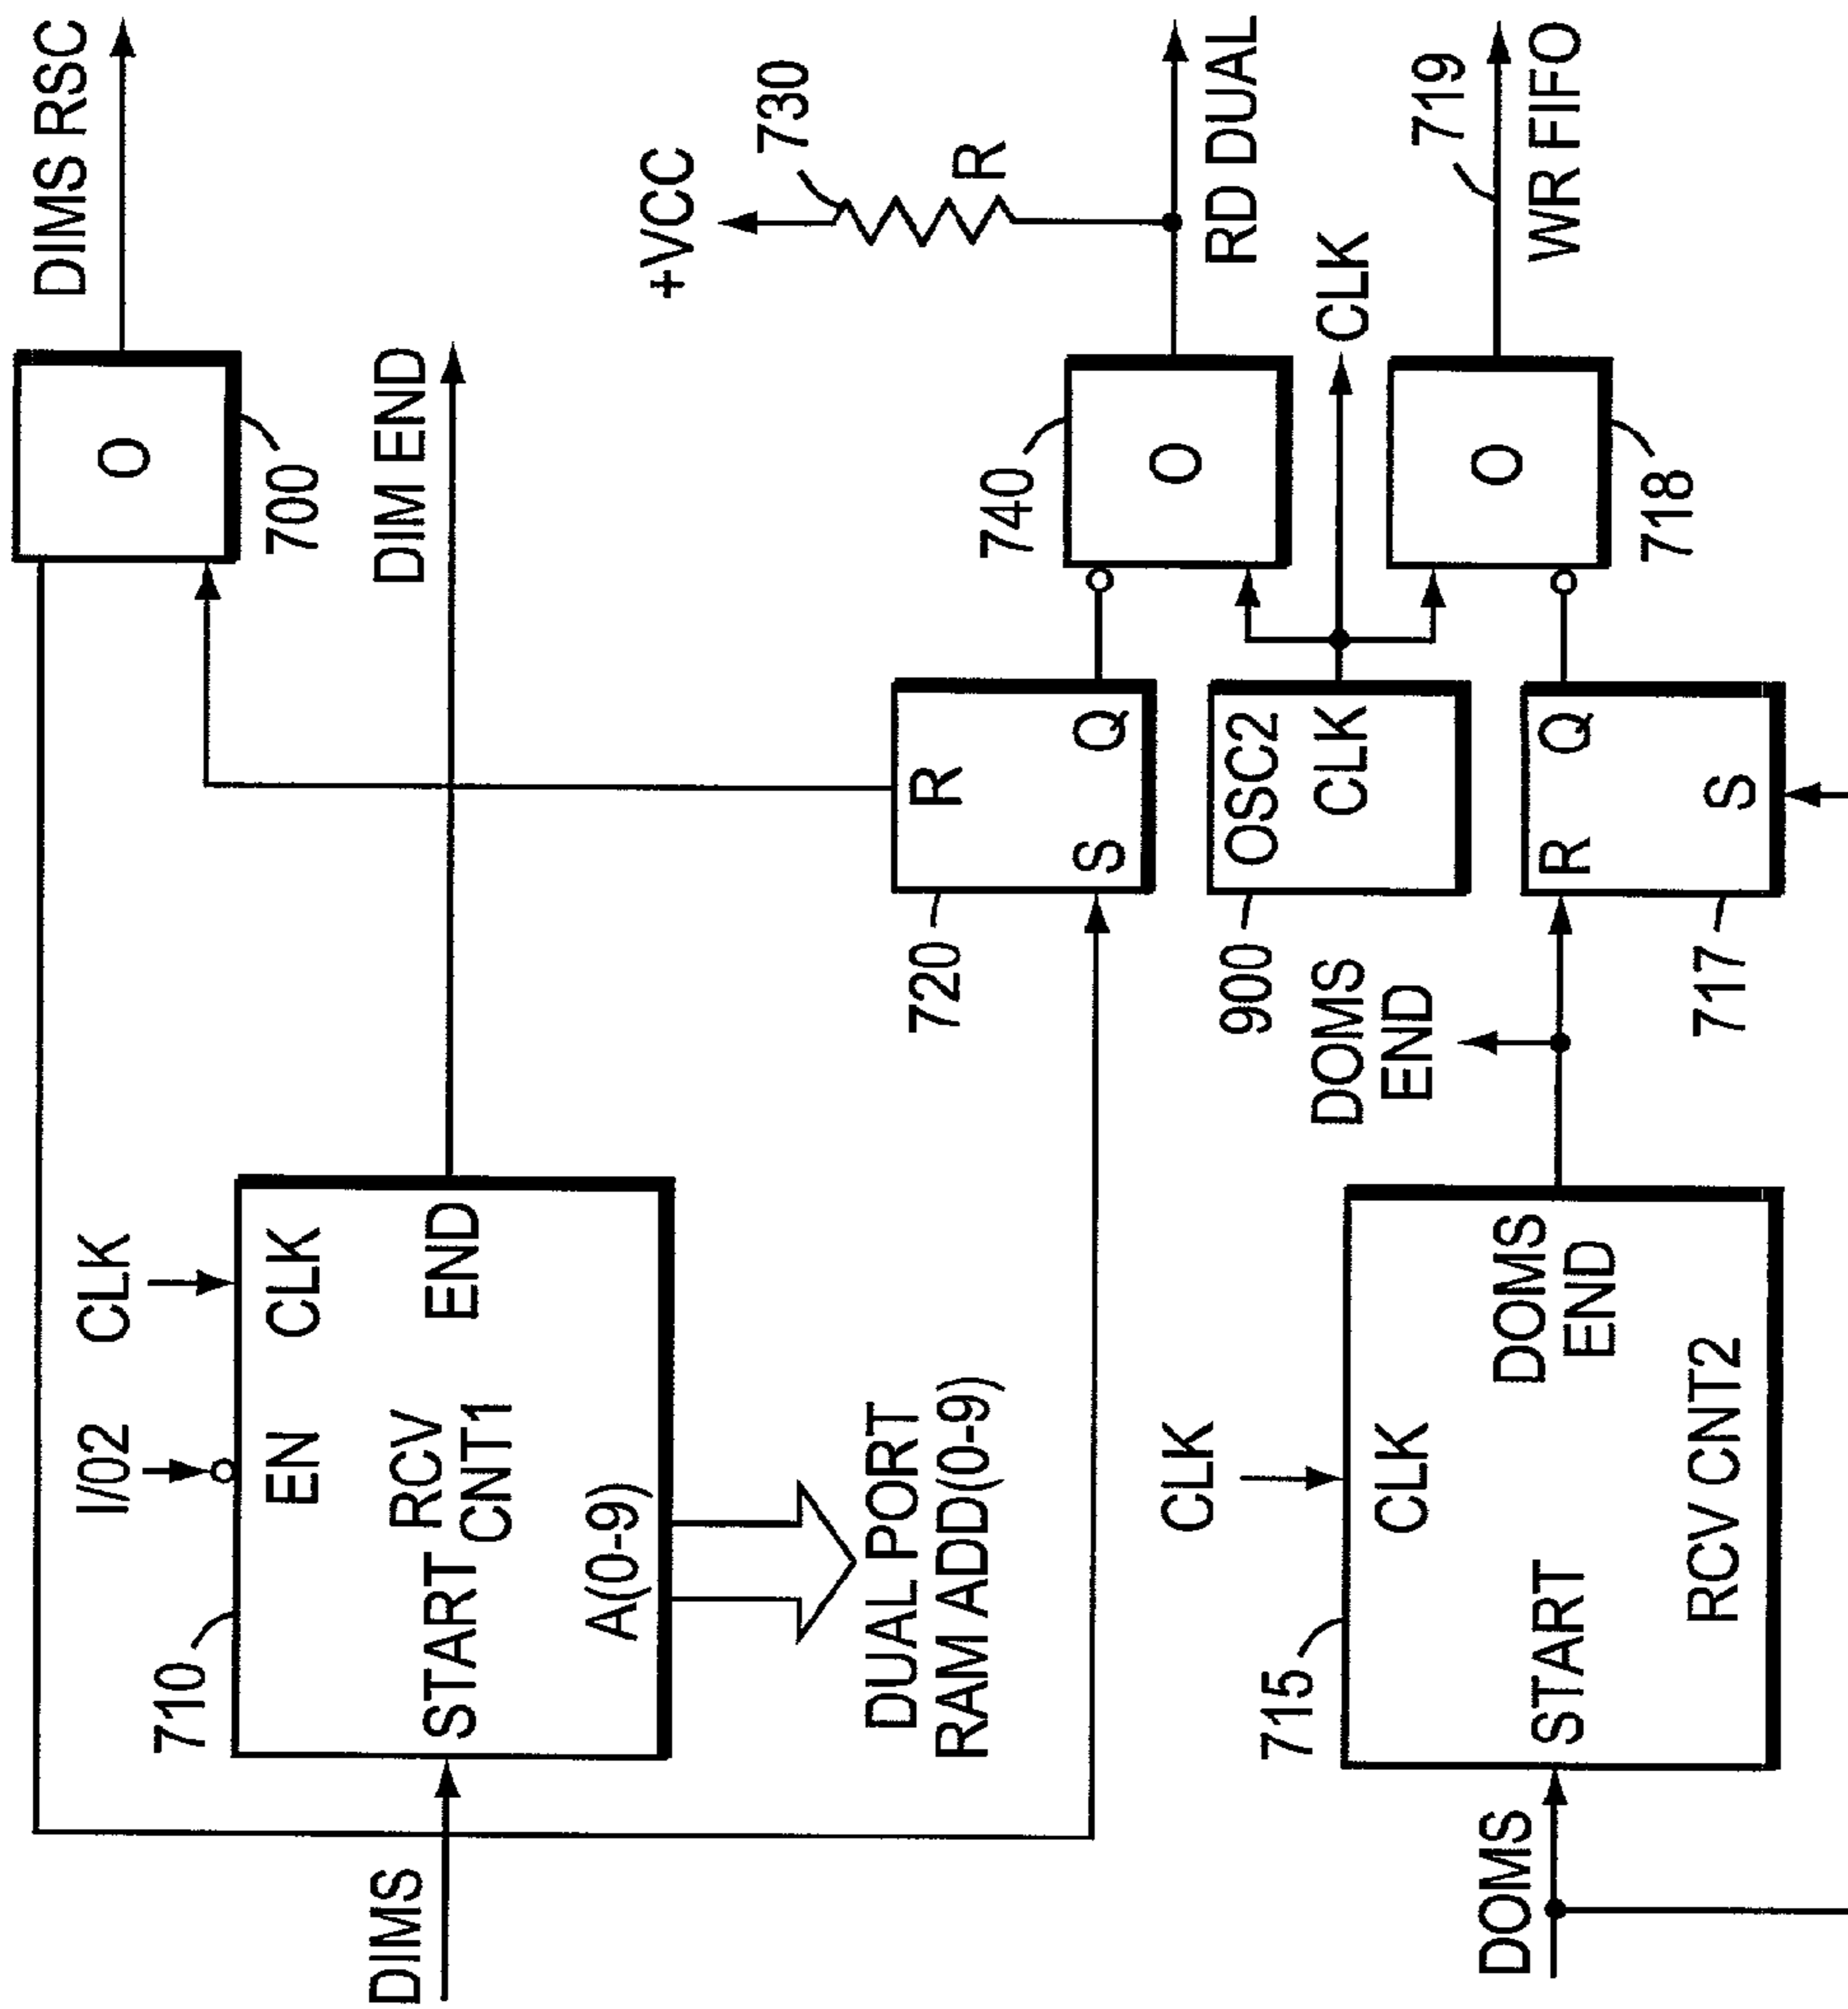 DIMS RSC
O
700
DIM END
CLK
I/02
EN
CLK
710
START
RCV
CNT1
END
A(0-9)
DIMS
DUAL PORT
RAM ADD(0-9)
+VCC
730
R
RD DUAL
740
O
720
R
S
Q
CLK
900
OSC2
CLK
719
WR FIFO
O
718
DOMS
END
717
R
Q
S
CLK
715
CLK
START
DOMS
END
RCV CNT2
DOMS